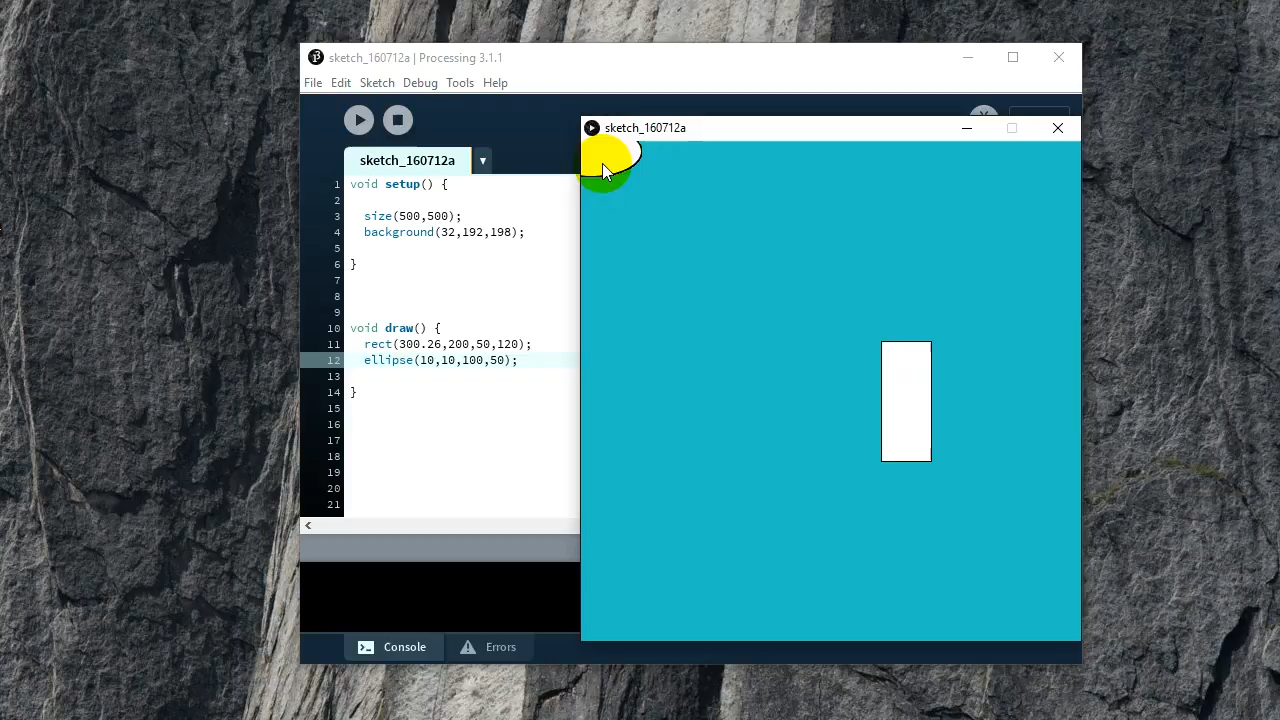 sketch_160712a | Processing 3.1.1
File Edit Sketch Debug Tools Help
sketch_160712a
sketch_160712a
1 void setup() {
2
3 size(500,500);
4 background(32,192,198);
5
6 }
7
8
9
10 void draw() {
11 rect(300.26,200,50,120);
12 ellipse(10,10,100,50);
13
14 }
15
16
17
18
19
20
21
Console
Errors